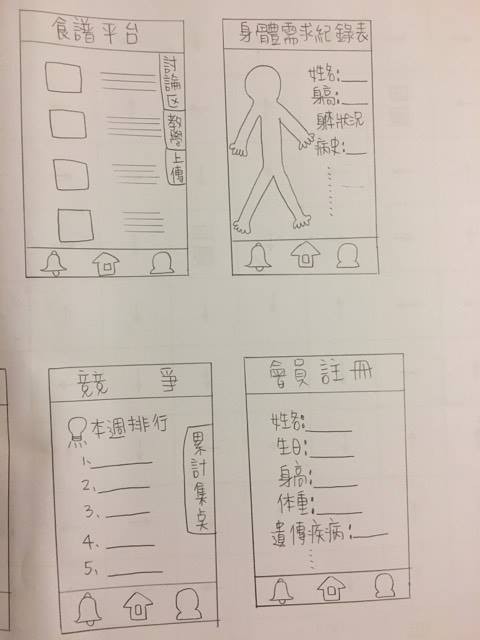 食譜平台
討論区
教學
上傳
身體需求紀錄表
姓名:
身高:
身體狀況
病史:
競爭
本週排行
1、
2、
3、
4、
5、
累計集点
會員註冊
姓名:
生日:
身高:
体重:
遺傳疾病: